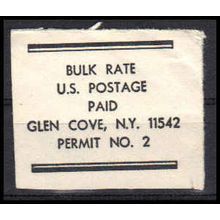 BULK RATE
U.S. POSTAGE
PAID
GLEN COVE, N.Y. 11542
PERMIT NO. 2